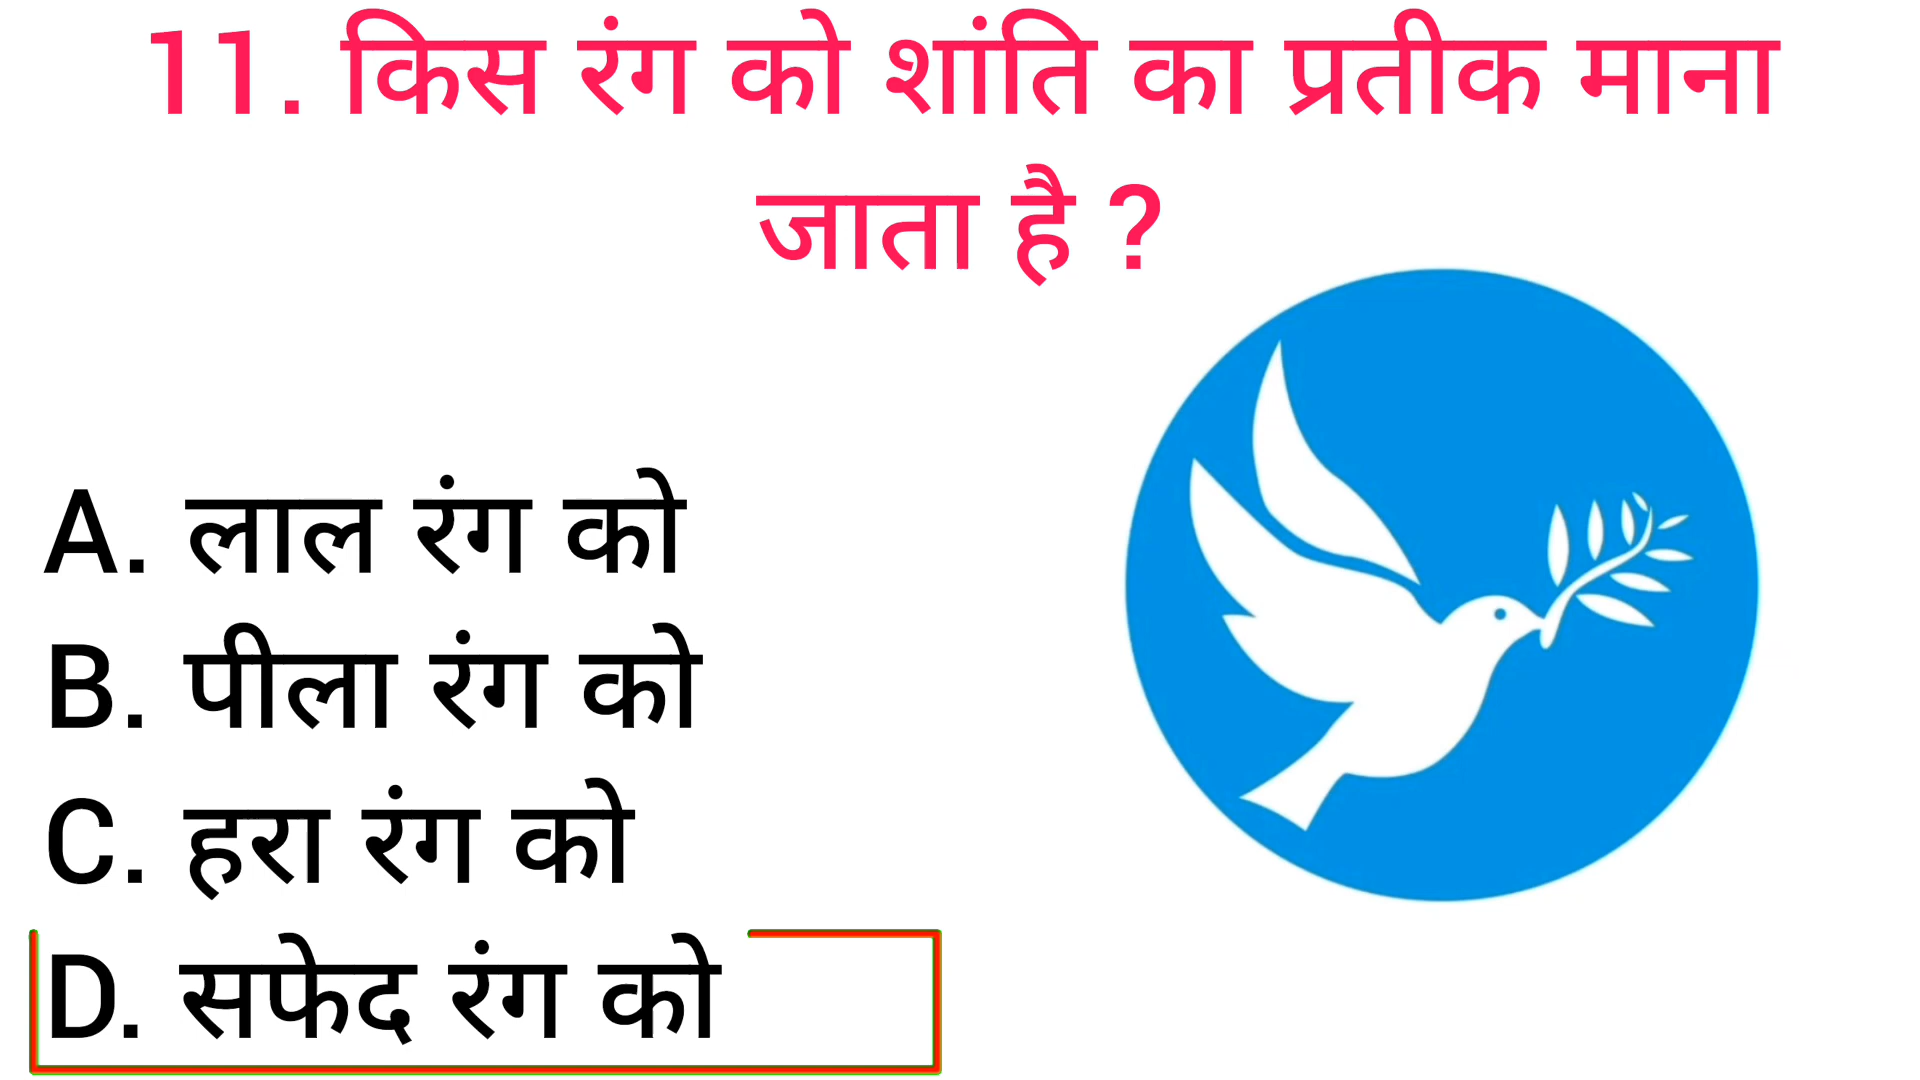 11. किस रंग को शांति का प्रतीक माना
जाता है ?
A. लाल रंग को
B. पीला रंग को
C. हरा रंग को
D. सफेद रंग को